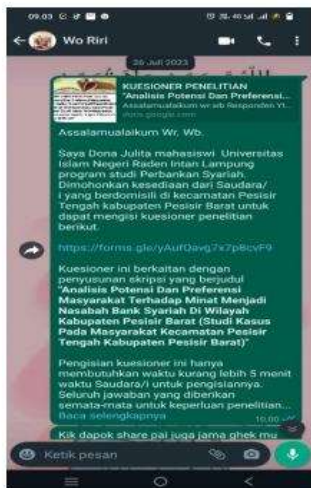 09.03
Wo Riri
26 Juli 2023
KUESIONER PENELITIAN
"Analisis Potensi Dan Preferensi...
Assalamualaikum wr.wb Responden Yt...
docs.google.com
Assalamualaikum Wr, Wb.
Saya Dona Julita mahasiswi Universitas
Islam Negeri Raden Intan Lampung
program studi Perbankan Syariah.
Dimohonkan kesediaan dari Saudara/
i yang berdomisili di kecamatan Pesisir
Tengah kabupaten Pesisir Barat untuk
dapat mengisi kuesioner penelitian
berikut.
https://forms.gle/yAufQavg7x7p8cvF9
Kuesioner ini berkaitan dengan
penyusunan skripsi yang berjudul
"Analisis Potensi Dan Preferensi
Masyarakat Terhadap Minat Menjadi
Nasabah Bank Syariah Di Wilayah
Kabupaten Pesisir Barat (Studi Kasus
Pada Masyarakat Kecamatan Pesisir
Tengah Kabupaten Pesisir Barat)"
Pengisian kuesioner ini hanya
membutuhkan waktu kurang lebih 5 menit
waktu Saudara/i untuk pengisiannya.
Seluruh jawaban yang diberikan
semata-mata untuk keperluan penelitian...
Baca selengkapnya
10.00
Kik dapok share pai juga jama ghek mu
Ketik pesan